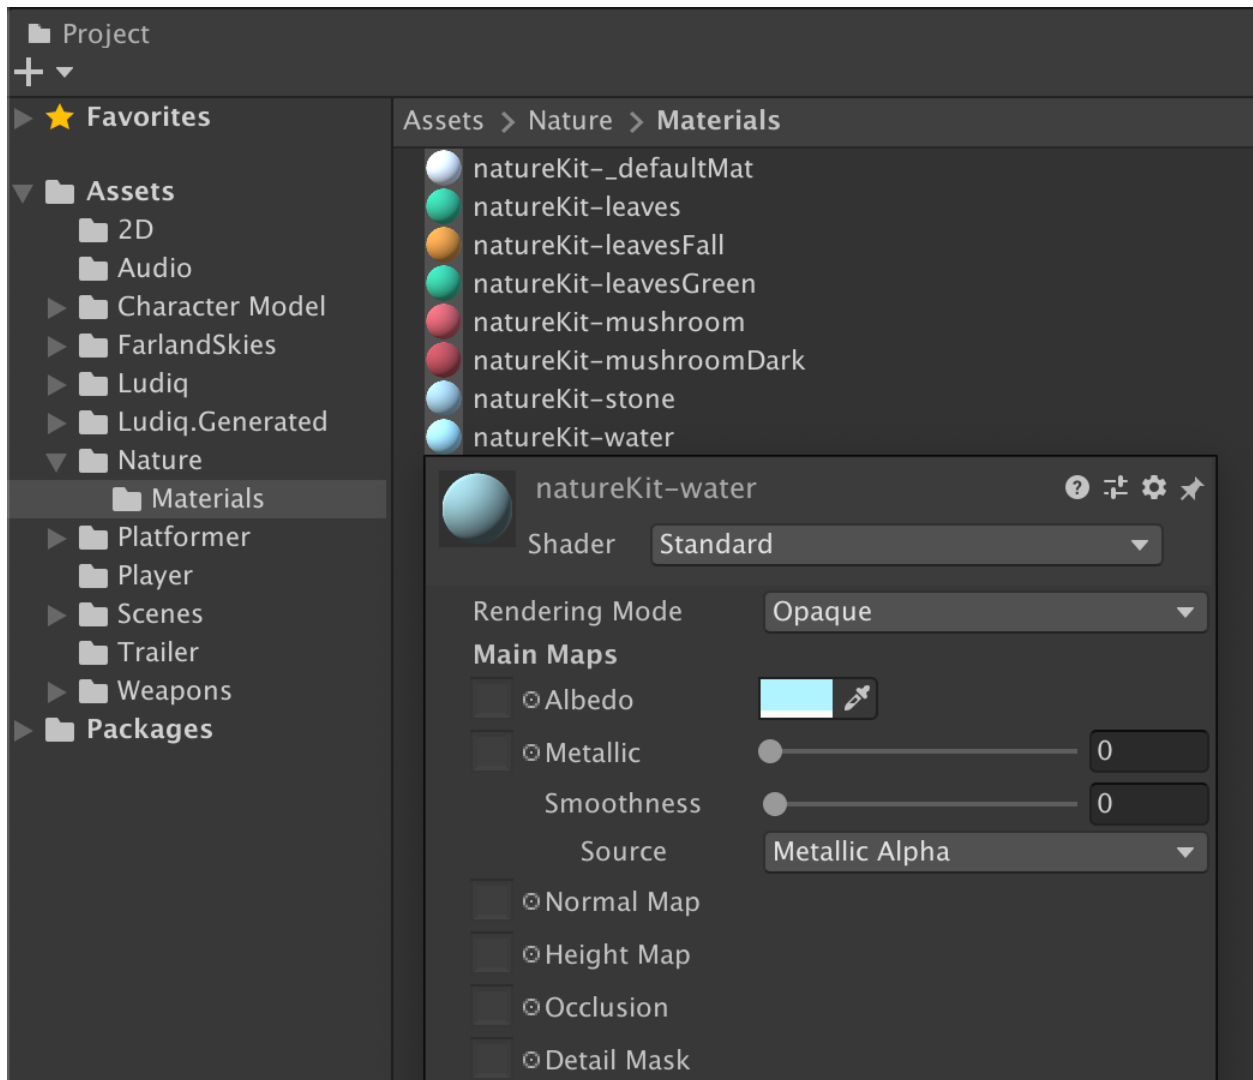 Project
Favorites
Assets
2D
Audio
Character Model
FarlandSkies
Ludiq
Ludiq.Generated
Nature
Materials
Platformer
Player
Scenes
Trailer
Weapons
Packages
Assets > Nature > Materials
natureKit-_defaultMat
natureKit-leaves
natureKit-leavesFall
natureKit-leavesGreen
natureKit-mushroom
natureKit-mushroomDark
natureKit-stone
natureKit-water
natureKit-water
Shader Standard
Rendering Mode Opaque
Main Maps
Albedo
Metallic 0
Smoothness 0
Source Metallic Alpha
Normal Map
Height Map
Occlusion
Detail Mask